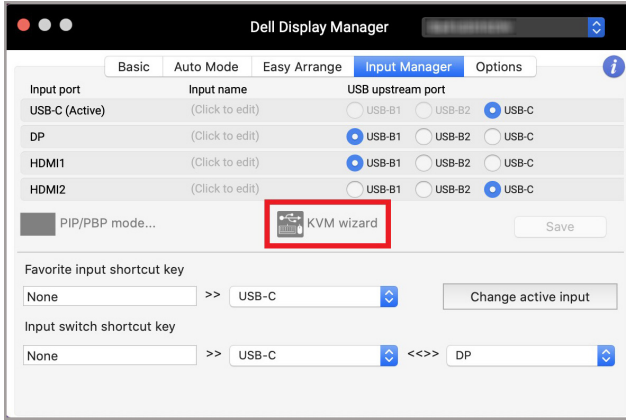 Dell Display Manager
Basic Auto Mode Easy Arrange Input Manager Options i
Input port Input name USB upstream port
USB-C (Active) (Click to edit) USB-B1 USB-B2 USB-C
DP (Click to edit) USB-B1 USB-B2 USB-C
HDMI1 (Click to edit) USB-B1 USB-B2 USB-C
HDMI2 (Click to edit) USB-B1 USB-B2 USB-C
PIP/PBP mode... KVM wizard Save
Favorite input shortcut key
None >> USB-C Change active input
Input switch shortcut key
None >> USB-C <<>> DP